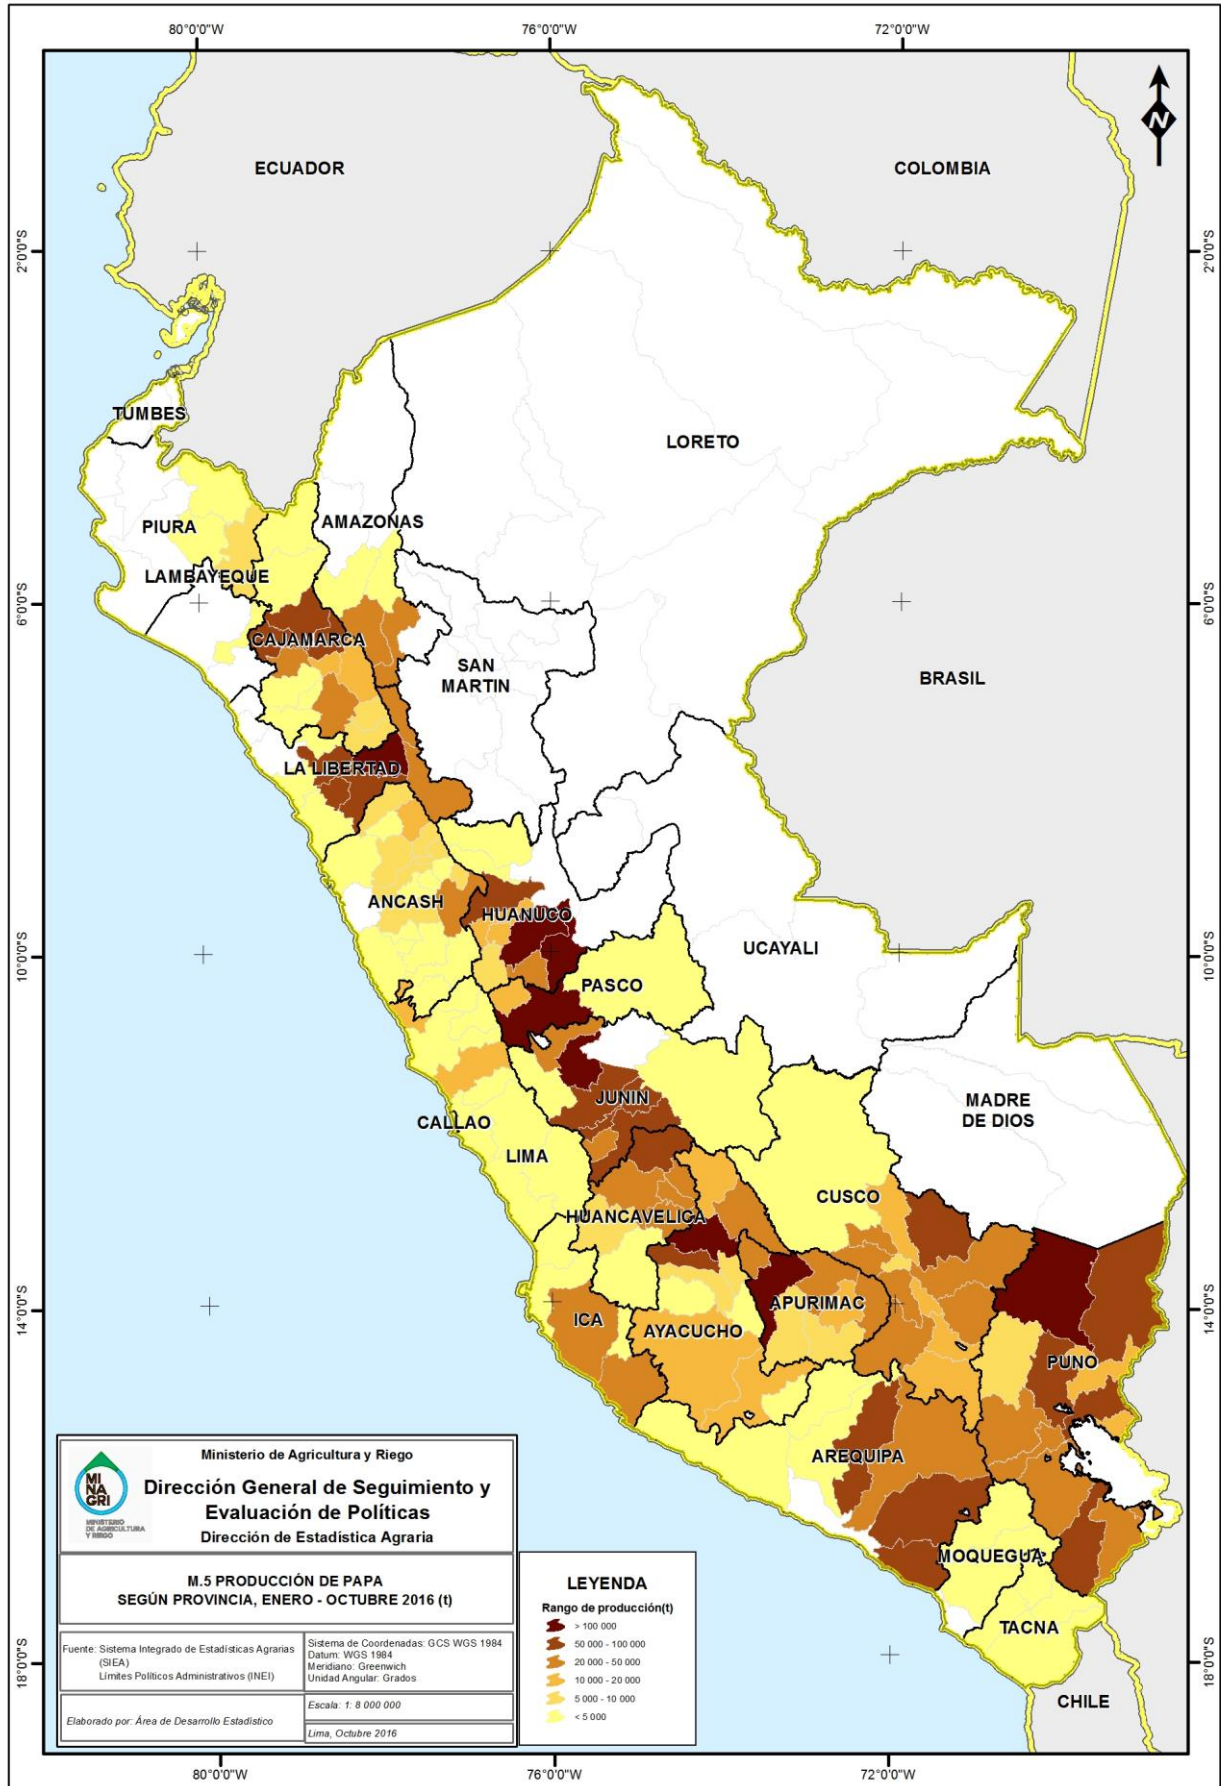 80°0'0"W
76°0'0"W
72°0'0"W
N
ECUADOR
COLOMBIA
2°0'0"S
2°0'0"S
TUMBES
LORETO
PIURA
AMAZONAS
LAMBAYEQUE
6°0'0"S
6°0'0"S
CAJAMARCA
SAN
MARTIN
BRASIL
LA LIBERTAD
ANCASH
HUANUCO
UCAYALI
10°0'0"S
10°0'0"S
PASCO
JUNIN
MADRE
DE DIOS
CALLAO
LIMA
CUSCO
HUANCAVELICA
14°0'0"S
14°0'0"S
ICA
AYACUCHO
APURIMAC
PUNO
AREQUIPA
MOQUEGUA
TACNA
18°0'0"S
18°0'0"S
CHILE
MI
NA
GRI
MINISTERIO
DE AGRICULTURA
Y RIEGO
Ministerio de Agricultura y Riego
Dirección General de Seguimiento y
Evaluación de Políticas
Dirección de Estadística Agraria
M.5 PRODUCCIÓN DE PAPA
SEGÚN PROVINCIA, ENERO - OCTUBRE 2016 (t)
Fuente: Sistema Integrado de Estadísticas Agrarias
(SIEA)
Límites Políticos Administrativos (INEI)
Sistema de Coordenadas: GCS WGS 1984
Datum: WGS 1984
Meridiano: Greenwich
Unidad Angular: Grados
Elaborado por: Área de Desarrollo Estadístico
Escala: 1: 8 000 000
Lima, Octubre 2016
LEYENDA
Rango de producción(t)
> 100 000
50 000 - 100 000
20 000 - 50 000
10 000 - 20 000
5 000 - 10 000
< 5 000
80°0'0"W
76°0'0"W
72°0'0"W